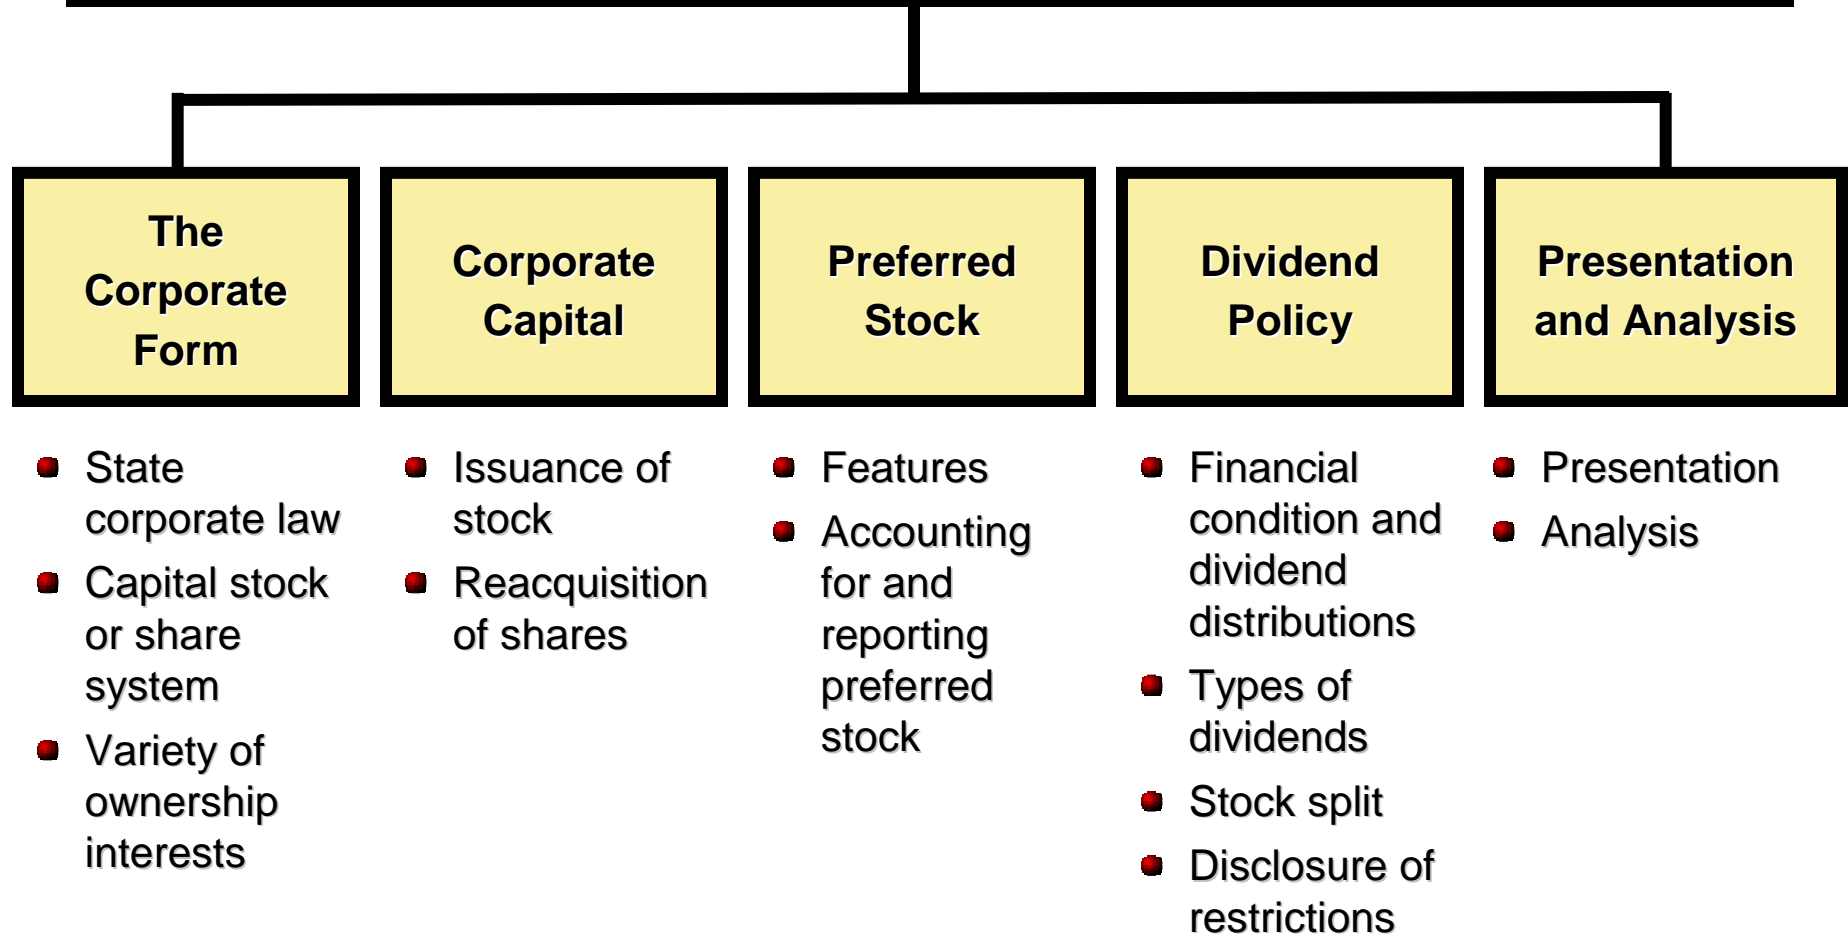 The
Corporate
Form
Corporate
Capital
Preferred
Stock
Dividend
Policy
Presentation
and Analysis
State
corporate law
Capital stock
or share
system
Variety of
ownership
interests
Issuance of
stock
Reacquisition
of shares
Features
Accounting
for and
reporting
preferred
stock
Financial
condition and
dividend
distributions
Types of
dividends
Stock split
Disclosure of
restrictions
Presentation
Analysis